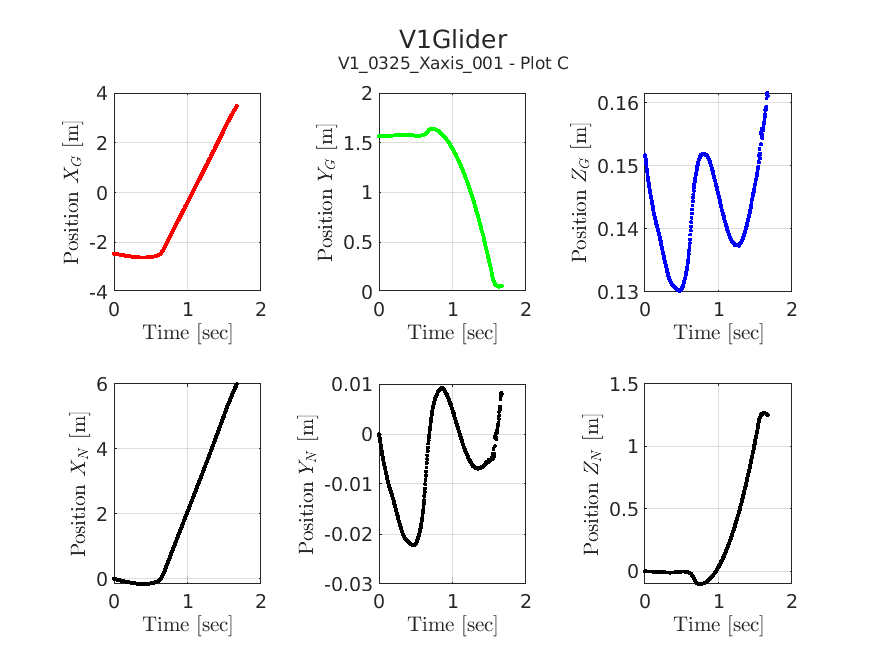 V1Glider
V1_0325_Xaxis_001 - Plot C
Position X_G [m]
4
2
0
-2
-4
0 1 2
Time [sec]
Position Y_G [m]
2
1.5
1
0.5
0
0 1 2
Time [sec]
Position Z_G [m]
0.16
0.15
0.14
0.13
0 1 2
Time [sec]
Position X_N [m]
6
4
2
0
0 1 2
Time [sec]
Position Y_N [m]
0.01
0
-0.01
-0.02
-0.03
0 1 2
Time [sec]
Position Z_N [m]
1.5
1
0.5
0
0 1 2
Time [sec]